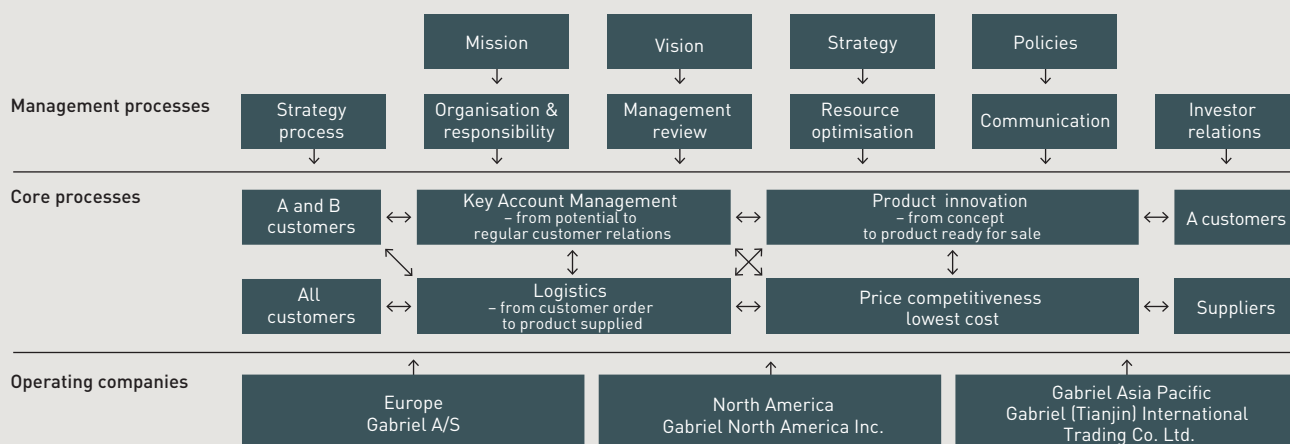 Mission
Vision
Strategy
Policies
Management processes
Strategy
process
Organisation &
responsibility
Management
review
Resource
optimisation
Communication
Investor
relations
Core processes
A and B
customers
Key Account Management
– from potential to
regular customer relations
Product innovation
– from concept
to product ready for sale
A customers
All
customers
Logistics
– from customer order
to product supplied
Price competitiveness
lowest cost
Suppliers
Operating companies
Europe
Gabriel A/S
North America
Gabriel North America Inc.
Gabriel Asia Pacific
Gabriel (Tianjin) International
Trading Co. Ltd.